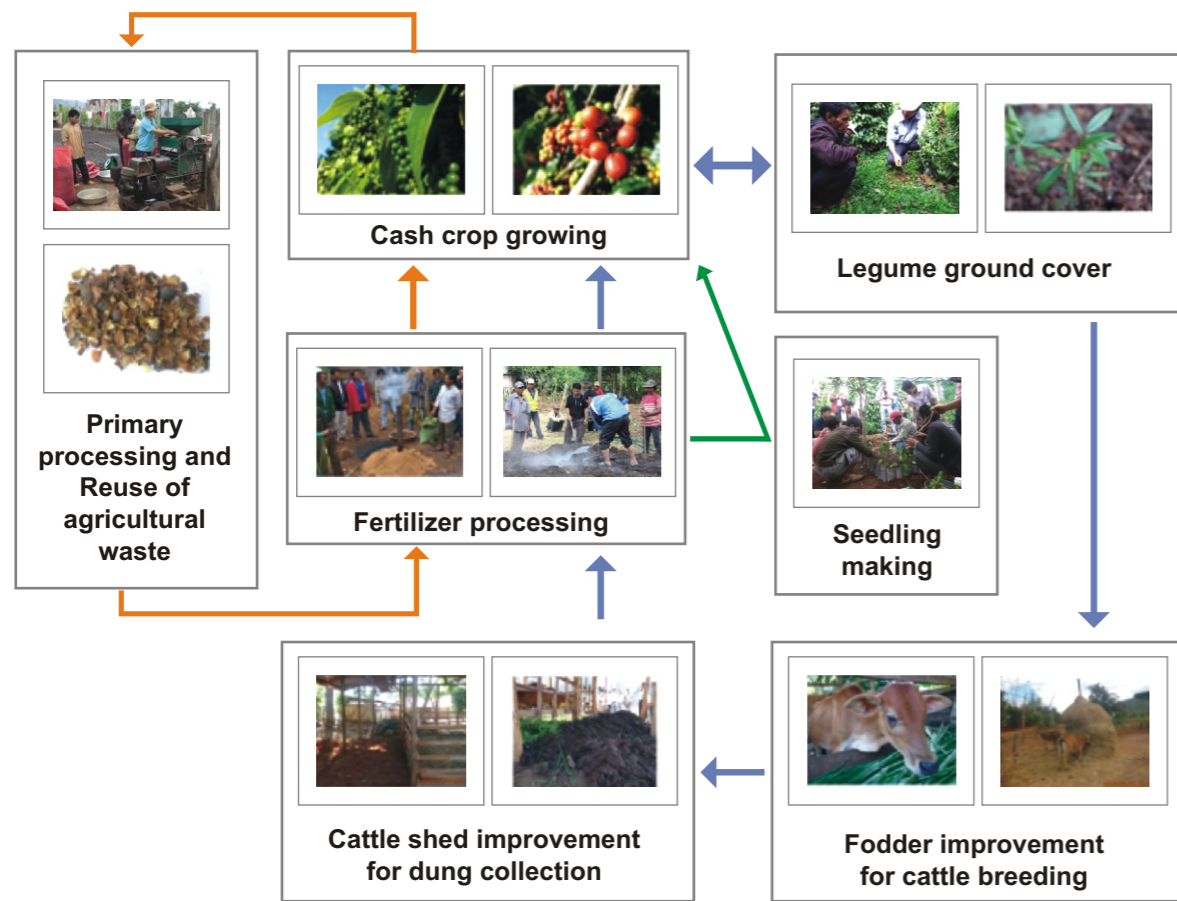 Cash crop growing
Legume ground cover
Primary
processing and
Reuse of
agricultural
waste
Fertilizer processing
Seedling
making
Cattle shed improvement
for dung collection
Fodder improvement
for cattle breeding